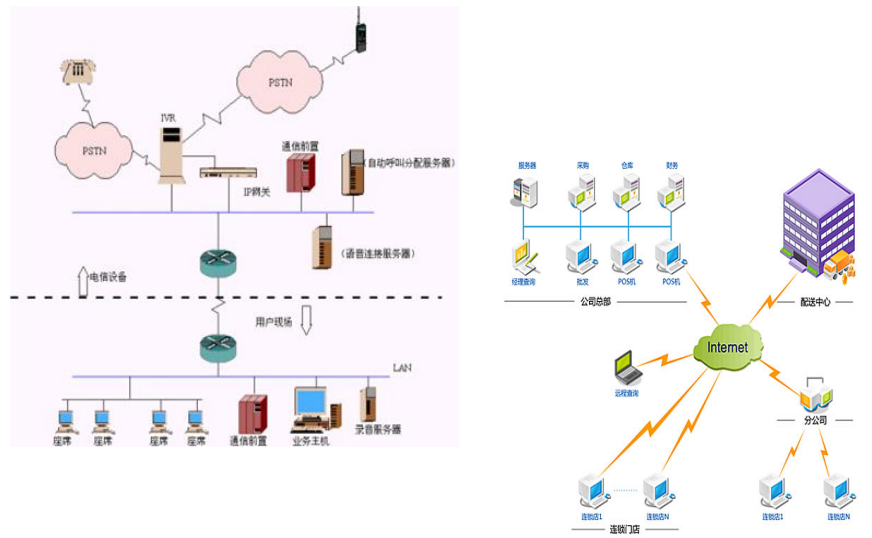 PSTN
IVR
PSTN
通信前置
(自动呼叫分配服务器)
IP网关
(语音连接服务器)
电信设备
用户现场
LAN
座席
座席
座席
座席
通信前置
业务主机
录音服务器
服务器
采购
仓库
财务
经理查询
批发
POS机
POS机
公司总部
配送中心
Internet
远程查询
分公司
连锁店1
连锁店N
连锁门店
连锁店1
连锁店N